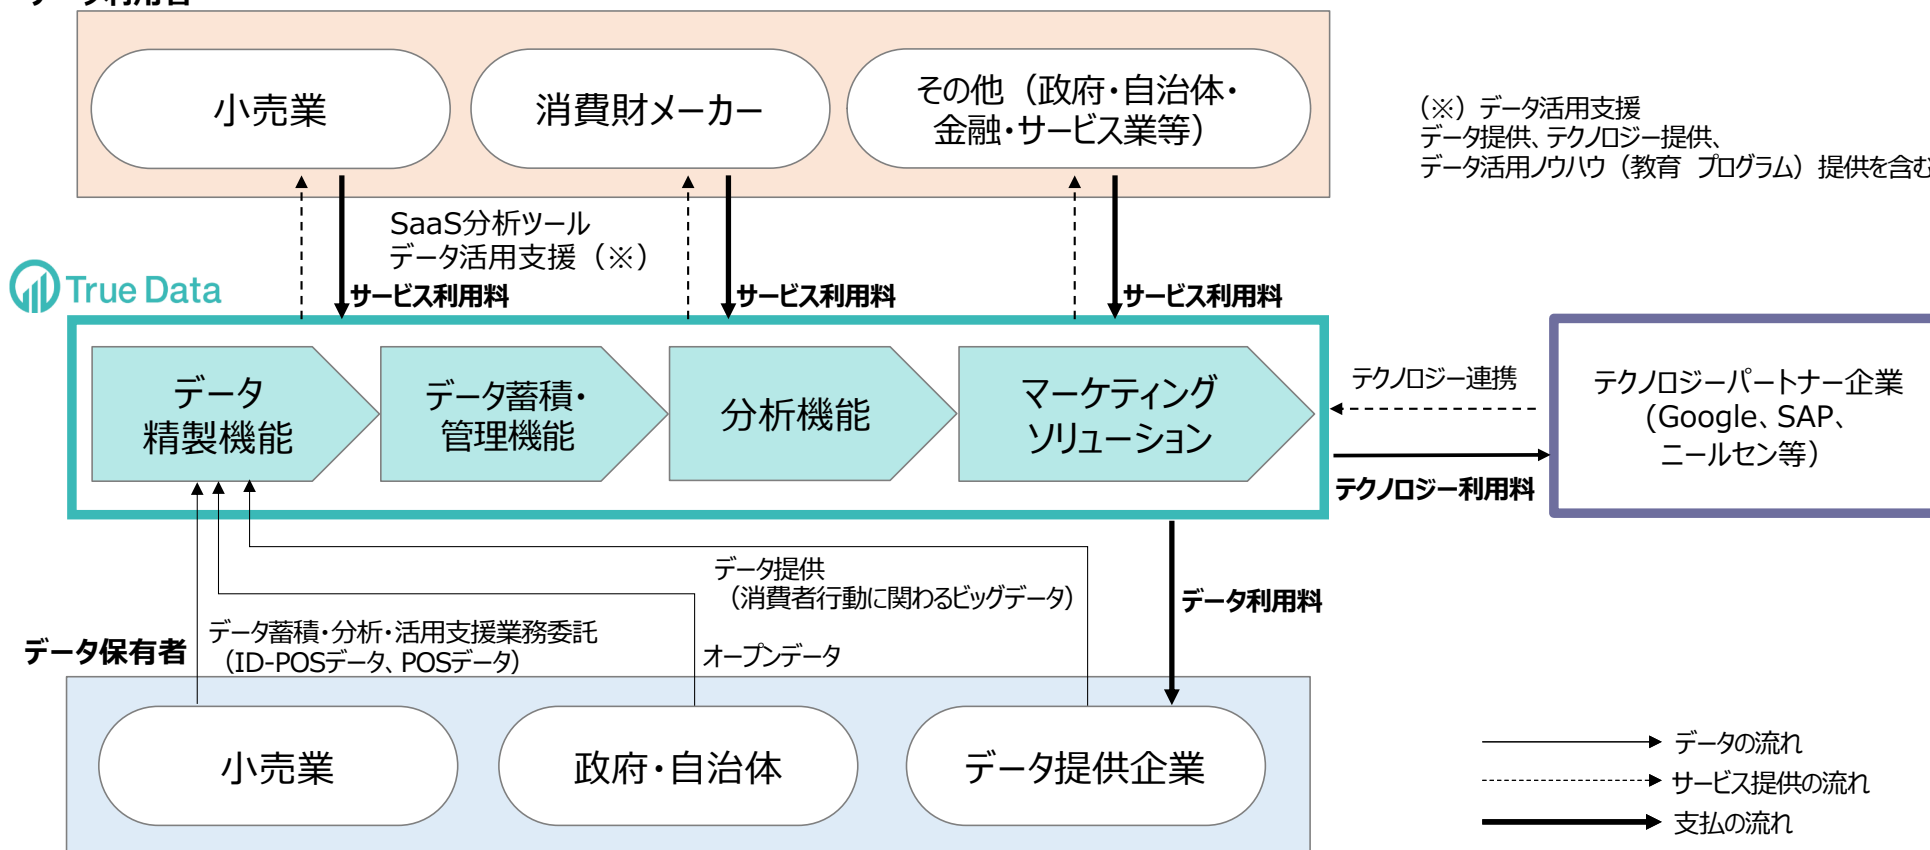 データ利用者
小売業
消費財メーカー
その他（政府・自治体・
金融・サービス業等）
（※）データ活用支援
データ提供、テクノロジー提供、
データ活用ノウハウ（教育 プログラム）提供を含む
SaaS分析ツール
データ活用支援（※）
True Data
サービス利用料
サービス利用料
サービス利用料
データ
精製機能
データ蓄積・
管理機能
分析機能
マーケティング
ソリューション
テクノロジー連携
テクノロジー利用料
テクノロジーパートナー企業
(Google、SAP、
ニールセン等）
データ提供
（消費者行動に関わるビッグデータ）
データ利用料
データ保有者
データ蓄積・分析・活用支援業務委託
（ID-POSデータ、POSデータ）
オープンデータ
小売業
政府・自治体
データ提供企業
データの流れ
サービス提供の流れ
支払の流れ